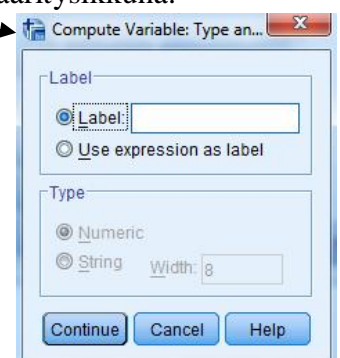 Compute Variable: Type an...
Label
Label:
Use expression as label
Type
Numeric
String Width: 8
Continue Cancel Help